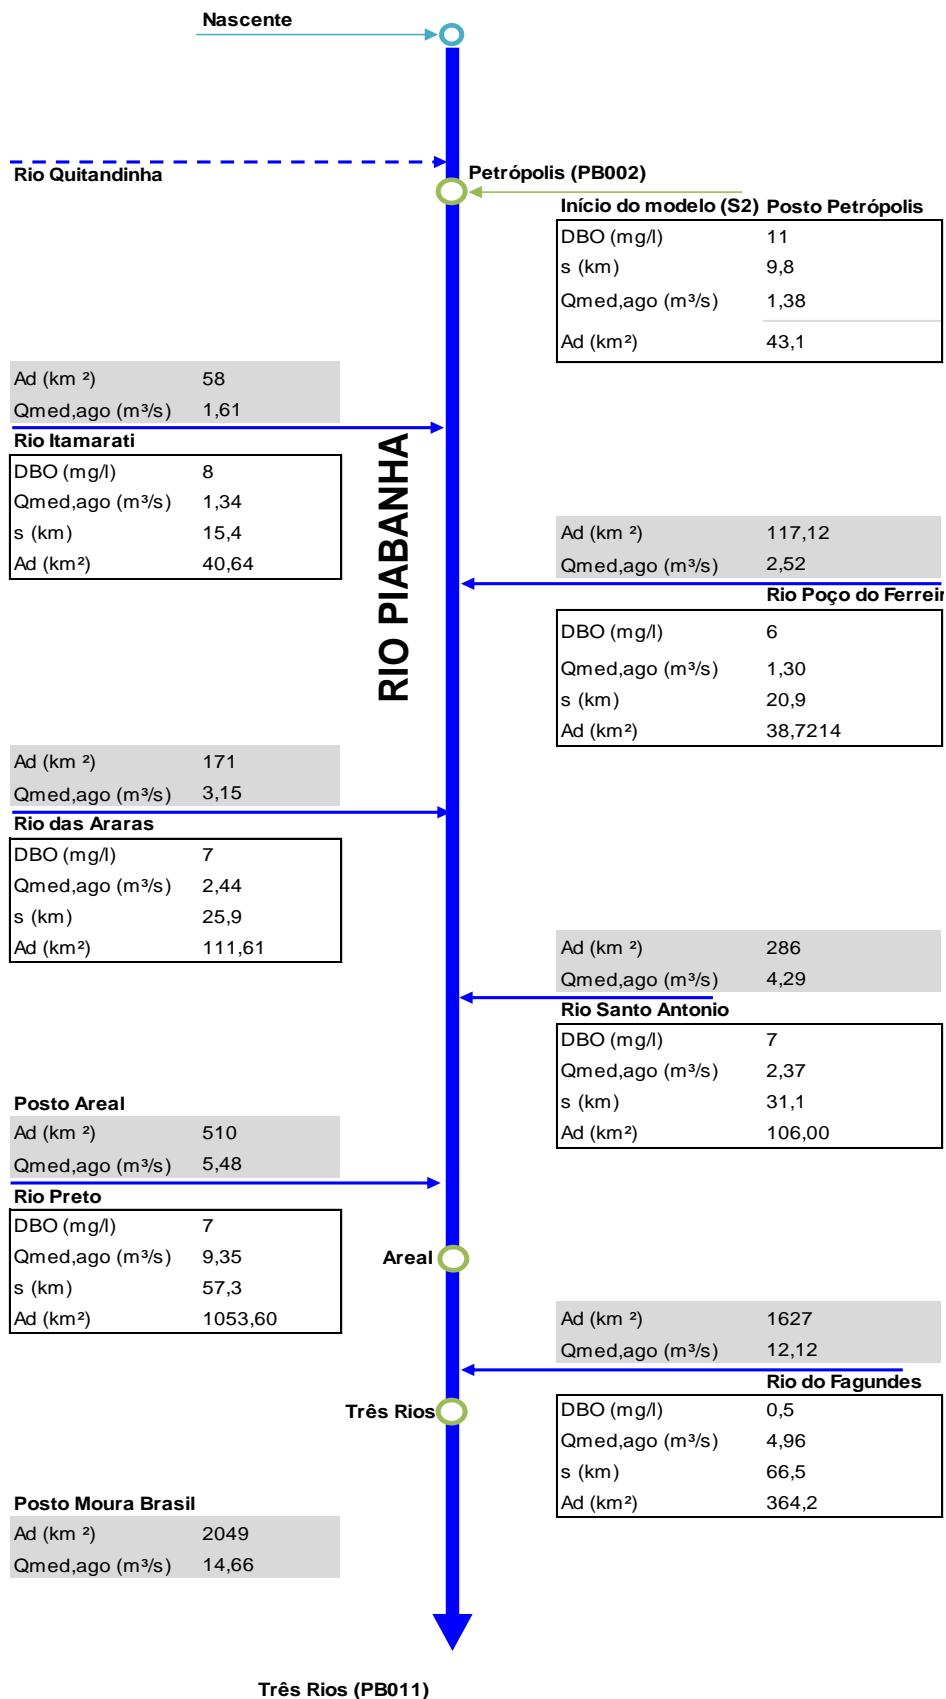 Nascente
Rio Quitandinha
Petrópolis (PB002)
Início do modelo (S2) Posto Petrópolis
DBO (mg/l) 11
s (km) 9,8
Qmed,ago (m³/s) 1,38
Ad (km²) 43,1
Ad (km ²) 58
Qmed,ago (m³/s) 1,61
Rio Itamarati
DBO (mg/l) 8
Qmed,ago (m³/s) 1,34
s (km) 15,4
Ad (km²) 40,64
RIO PIABANHA
Ad (km ²) 117,12
Qmed,ago (m³/s) 2,52
Rio Poço do Ferreir
DBO (mg/l) 6
Qmed,ago (m³/s) 1,30
s (km) 20,9
Ad (km²) 38,7214
Ad (km ²) 171
Qmed,ago (m³/s) 3,15
Rio das Araras
DBO (mg/l) 7
Qmed,ago (m³/s) 2,44
s (km) 25,9
Ad (km²) 111,61
Ad (km ²) 286
Qmed,ago (m³/s) 4,29
Rio Santo Antonio
DBO (mg/l) 7
Qmed,ago (m³/s) 2,37
s (km) 31,1
Ad (km²) 106,00
Posto Areal
Ad (km ²) 510
Qmed,ago (m³/s) 5,48
Rio Preto
DBO (mg/l) 7
Qmed,ago (m³/s) 9,35
s (km) 57,3
Ad (km²) 1053,60
Areal
Ad (km ²) 1627
Qmed,ago (m³/s) 12,12
Rio do Fagundes
DBO (mg/l) 0,5
Qmed,ago (m³/s) 4,96
s (km) 66,5
Ad (km²) 364,2
Três Rios
Posto Moura Brasil
Ad (km ²) 2049
Qmed,ago (m³/s) 14,66
Três Rios (PB011)